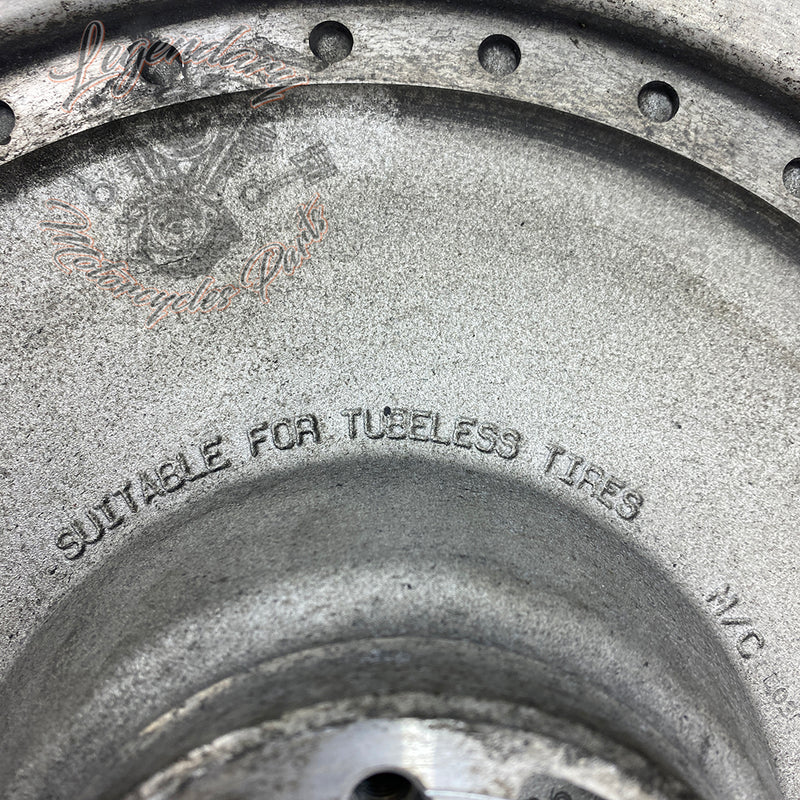 Legendary
Motorcycles Parts
SUITABLE FOR TUBELESS TIRES
M/C